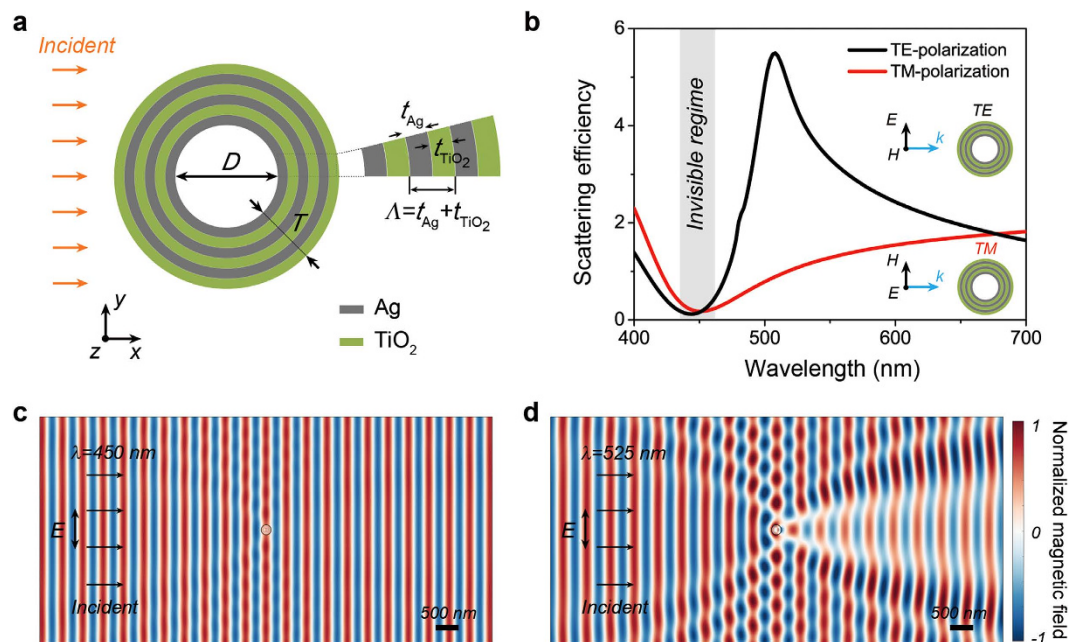 a
Incident
D
T
t_Ag
t_TiO₂
Λ=t_Ag+t_TiO₂
y
z
x
Ag
TiO₂
b
Scattering efficiency
6
4
2
0
Invisible regime
TE-polarization
TM-polarization
E
H
k
TE
H
E
k
TM
400
500
600
700
Wavelength (nm)
c
λ=450 nm
E
Incident
500 nm
d
λ=525 nm
E
Incident
500 nm
1
0
-1
Normalized magnetic field